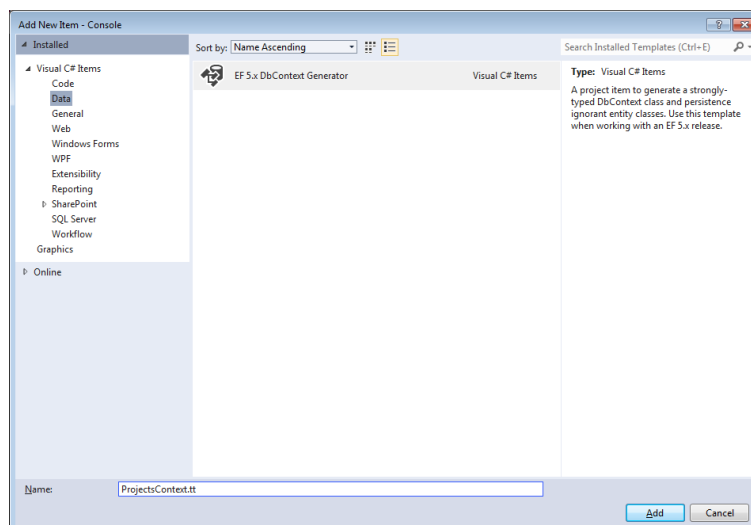 Add New Item - Console
Installed
Sort by: Name Ascending
Search Installed Templates (Ctrl+E)
Visual C# Items
Code
Data
General
Web
Windows Forms
WPF
Extensibility
Reporting
SharePoint
SQL Server
Workflow
Graphics
Online
EF 5.x DbContext Generator Visual C# Items
Type: Visual C# Items
A project item to generate a strongly-
typed DbContext class and persistence
ignorant entity classes. Use this template
when working with an EF 5.x release.
Name: ProjectsContext.tt
Add Cancel